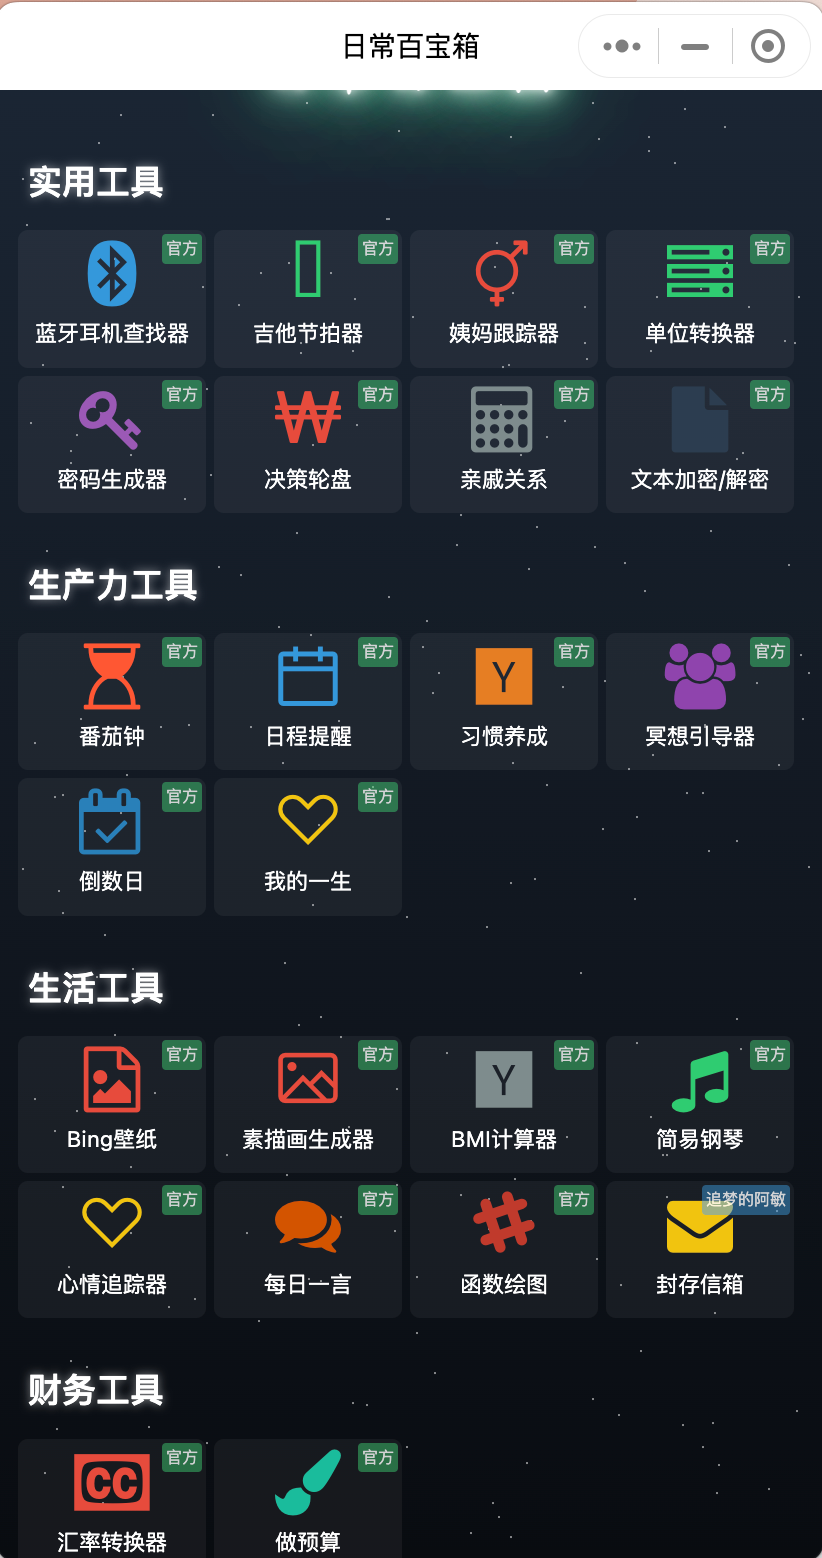 日常百宝箱
实用工具
官方
官方
官方
官方
蓝牙耳机查找器
吉他节拍器
姨妈跟踪器
单位转换器
官方
官方
官方
官方
密码生成器
决策轮盘
亲戚关系
文本加密/解密
生产力工具
官方
官方
官方
官方
Y
番茄钟
日程提醒
习惯养成
冥想引导器
官方
官方
倒数日
我的一生
生活工具
官方
官方
官方
官方
Y
Bing壁纸
素描画生成器
BMI计算器
简易钢琴
官方
官方
官方
追梦的阿敏
心情追踪器
每日一言
函数绘图
封存信箱
财务工具
官方
官方
CC
汇率转换器
做预算